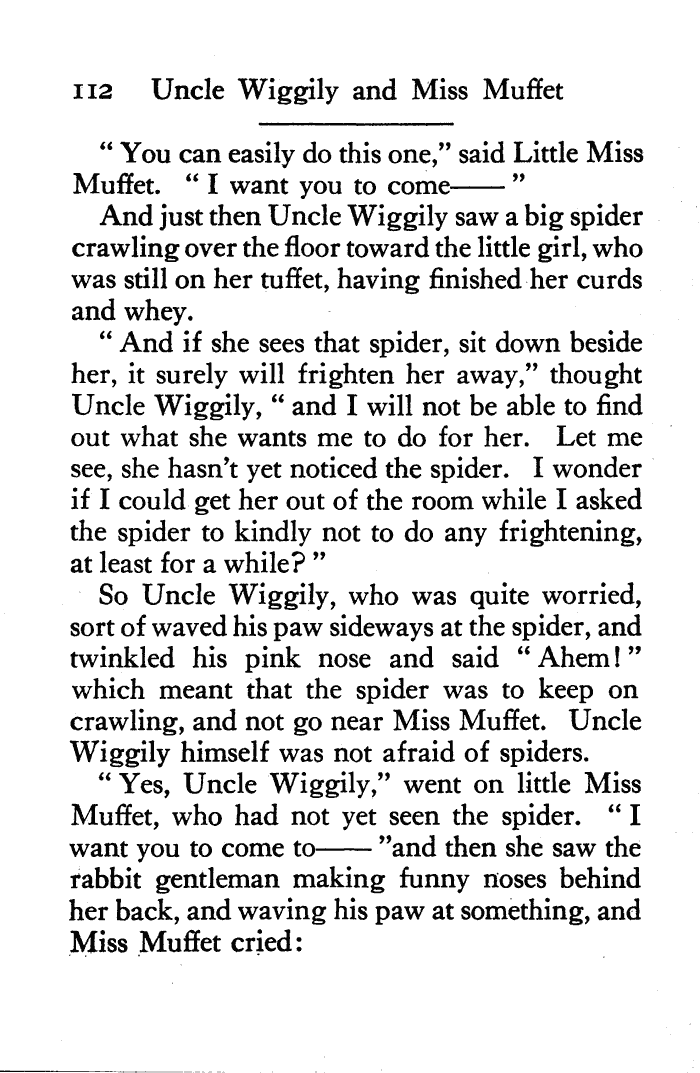 112 Uncle Wiggily and Miss Muffet
“ You can easily do this one,” said Little Miss
Muffet. “ I want you to come—— ”
And just then Uncle Wiggily saw a big spider
crawling over the floor toward the little girl, who
was still on her tuffet, having finished her curds
and whey.
“ And if she sees that spider, sit down beside
her, it surely will frighten her away,” thought
Uncle Wiggily, “ and I will not be able to find
out what she wants me to do for her. Let me
see, she hasn’t yet noticed the spider. I wonder
if I could get her out of the room while I asked
the spider to kindly not to do any frightening,
at least for a while? ”
So Uncle Wiggily, who was quite worried,
sort of waved his paw sideways at the spider, and
twinkled his pink nose and said “ Ahem! ”
which meant that the spider was to keep on
crawling, and not go near Miss Muffet. Uncle
Wiggily himself was not afraid of spiders.
“ Yes, Uncle Wiggily,” went on little Miss
Muffet, who had not yet seen the spider. “ I
want you to come to—— ”and then she saw the
rabbit gentleman making funny noses behind
her back, and waving his paw at something, and
Miss Muffet cried: